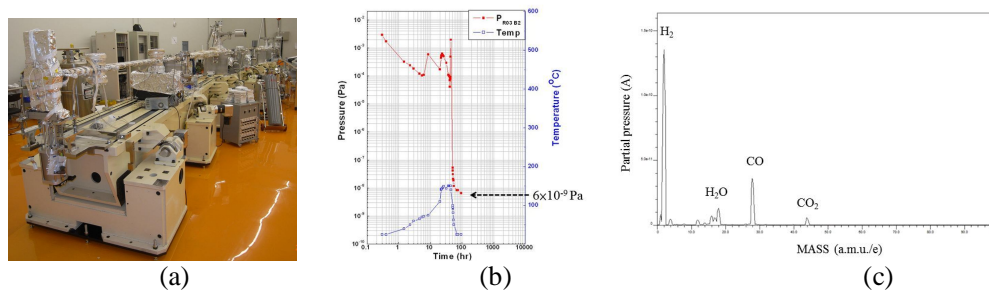 10⁻²
10⁻³
10⁻⁴
10⁻⁵
10⁻⁶
10⁻⁷
10⁻⁸
10⁻⁹
10⁻¹⁰
Pressure (Pa)
P R03 B2
Temp
600
500
400
300
200
100
Temperature (°C)
6x10⁻⁹ Pa
0.1 1 10 100 1000 10000
Time (hr)
H₂
H₂O
CO
CO₂
Partial pressure (A)
MASS (a.m.u./e)
(a) (b) (c)